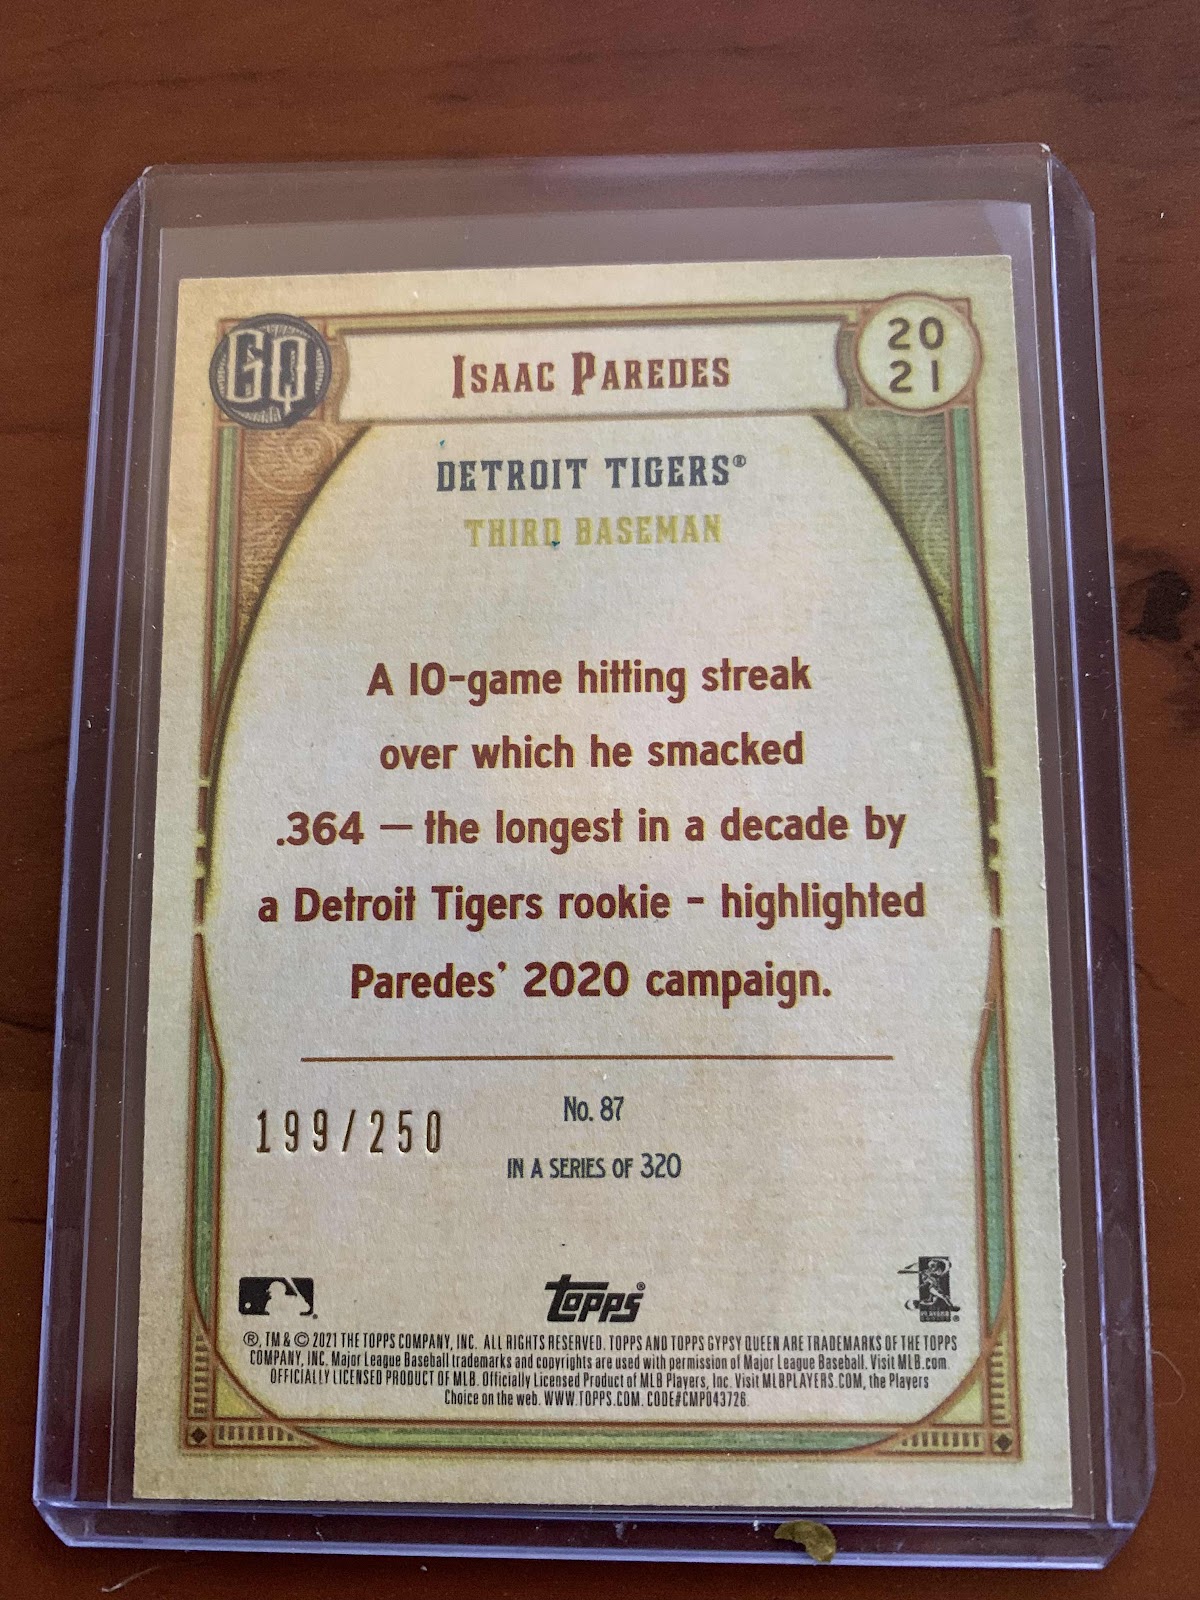 GQ
ISAAC PAREDES
20
21
DETROIT TIGERS®
THIRD BASEMAN
A 10-game hitting streak
over which he smacked
.364 — the longest in a decade by
a Detroit Tigers rookie - highlighted
Paredes' 2020 campaign.
199/250
No. 87
IN A SERIES OF 320
topps®
®, TM & © 2021 THE TOPPS COMPANY, INC. ALL RIGHTS RESERVED. TOPPS AND TOPPS GYPSY QUEEN ARE TRADEMARKS OF THE TOPPS
COMPANY, INC. Major League Baseball trademarks and copyrights are used with permission of Major League Baseball. Visit MLB.com.
OFFICIALLY LICENSED PRODUCT OF MLB. Officially Licensed Product of MLB Players, Inc. Visit MLBPLAYERS.COM, the Players
Choice on the web. WWW.TOPPS.COM. CODE#CMP043726